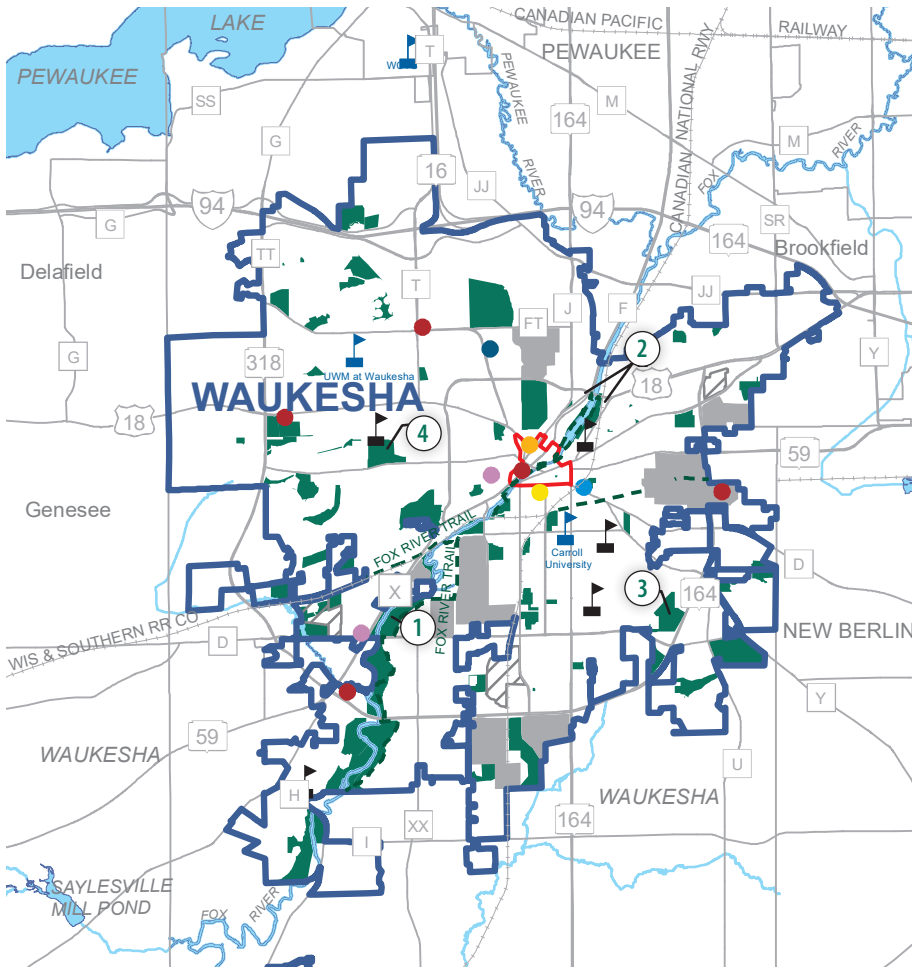 LAKE
CANADIAN PACIFIC
RAILWAY
T
PEWAUKEE
PEWAUKEE
PEWAUKEE
RIVER
CANADIAN NATIONAL RWY
SS
M
164
G
M
RIVER
FOX
16
JJ
94
94
G
SR
164
Brookfield
TT
Delafield
T
JJ
J
F
FT
G
318
2
Y
UWM at Waukesha
18
WAUKESHA
18
4
59
Genesee
FOX RIVER TRAIL
Carroll
University
D
X
3
164
1
FOX RIVER TRAIL
WIS & SOUTHERN RR CO
D
NEW BERLIN
Y
59
WAUKESHA
U
H
WAUKESHA
XX
164
I
SAYLESVILLE
MILL POND
FOX
RIVER